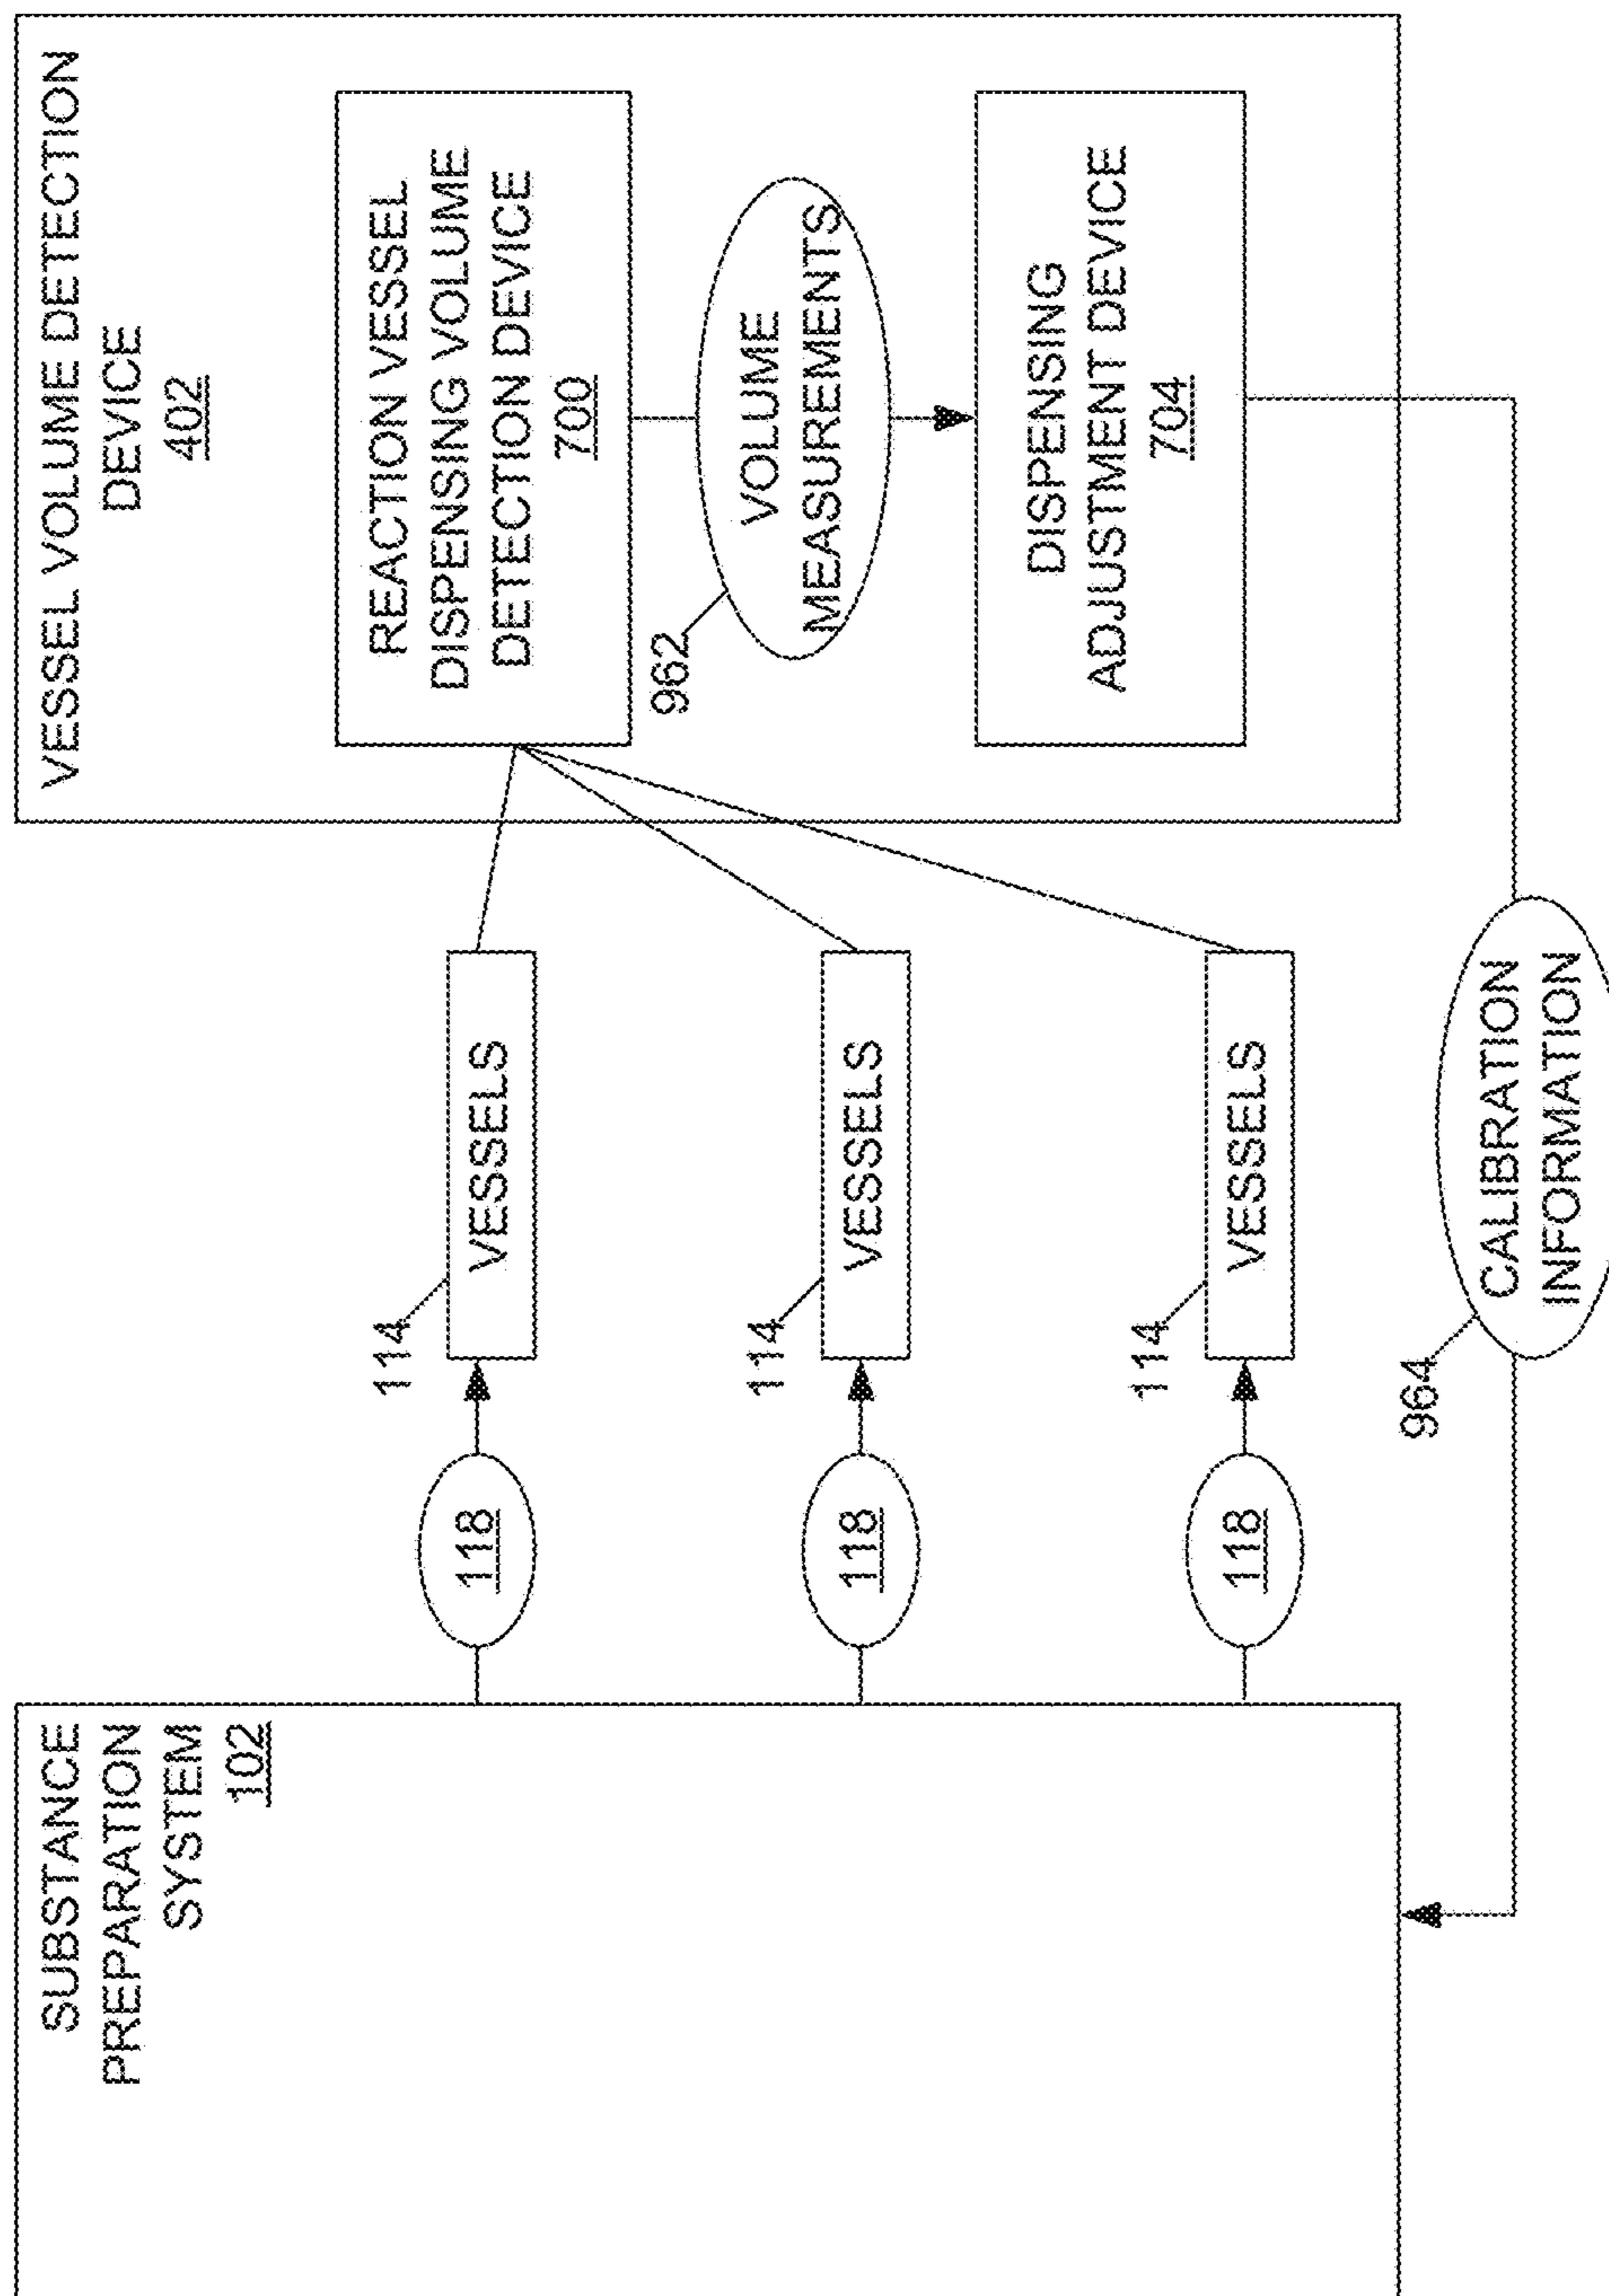 SUBSTANCE
PREPARATION
SYSTEM
102
118
114
VESSELS
118
114
VESSELS
118
114
VESSELS
VESSEL VOLUME DETECTION
DEVICE
402
REACTION VESSEL
DISPENSING VOLUME
DETECTION DEVICE
700
962
VOLUME
MEASUREMENTS
DISPENSING
ADJUSTMENT DEVICE
704
964
CALIBRATION
INFORMATION